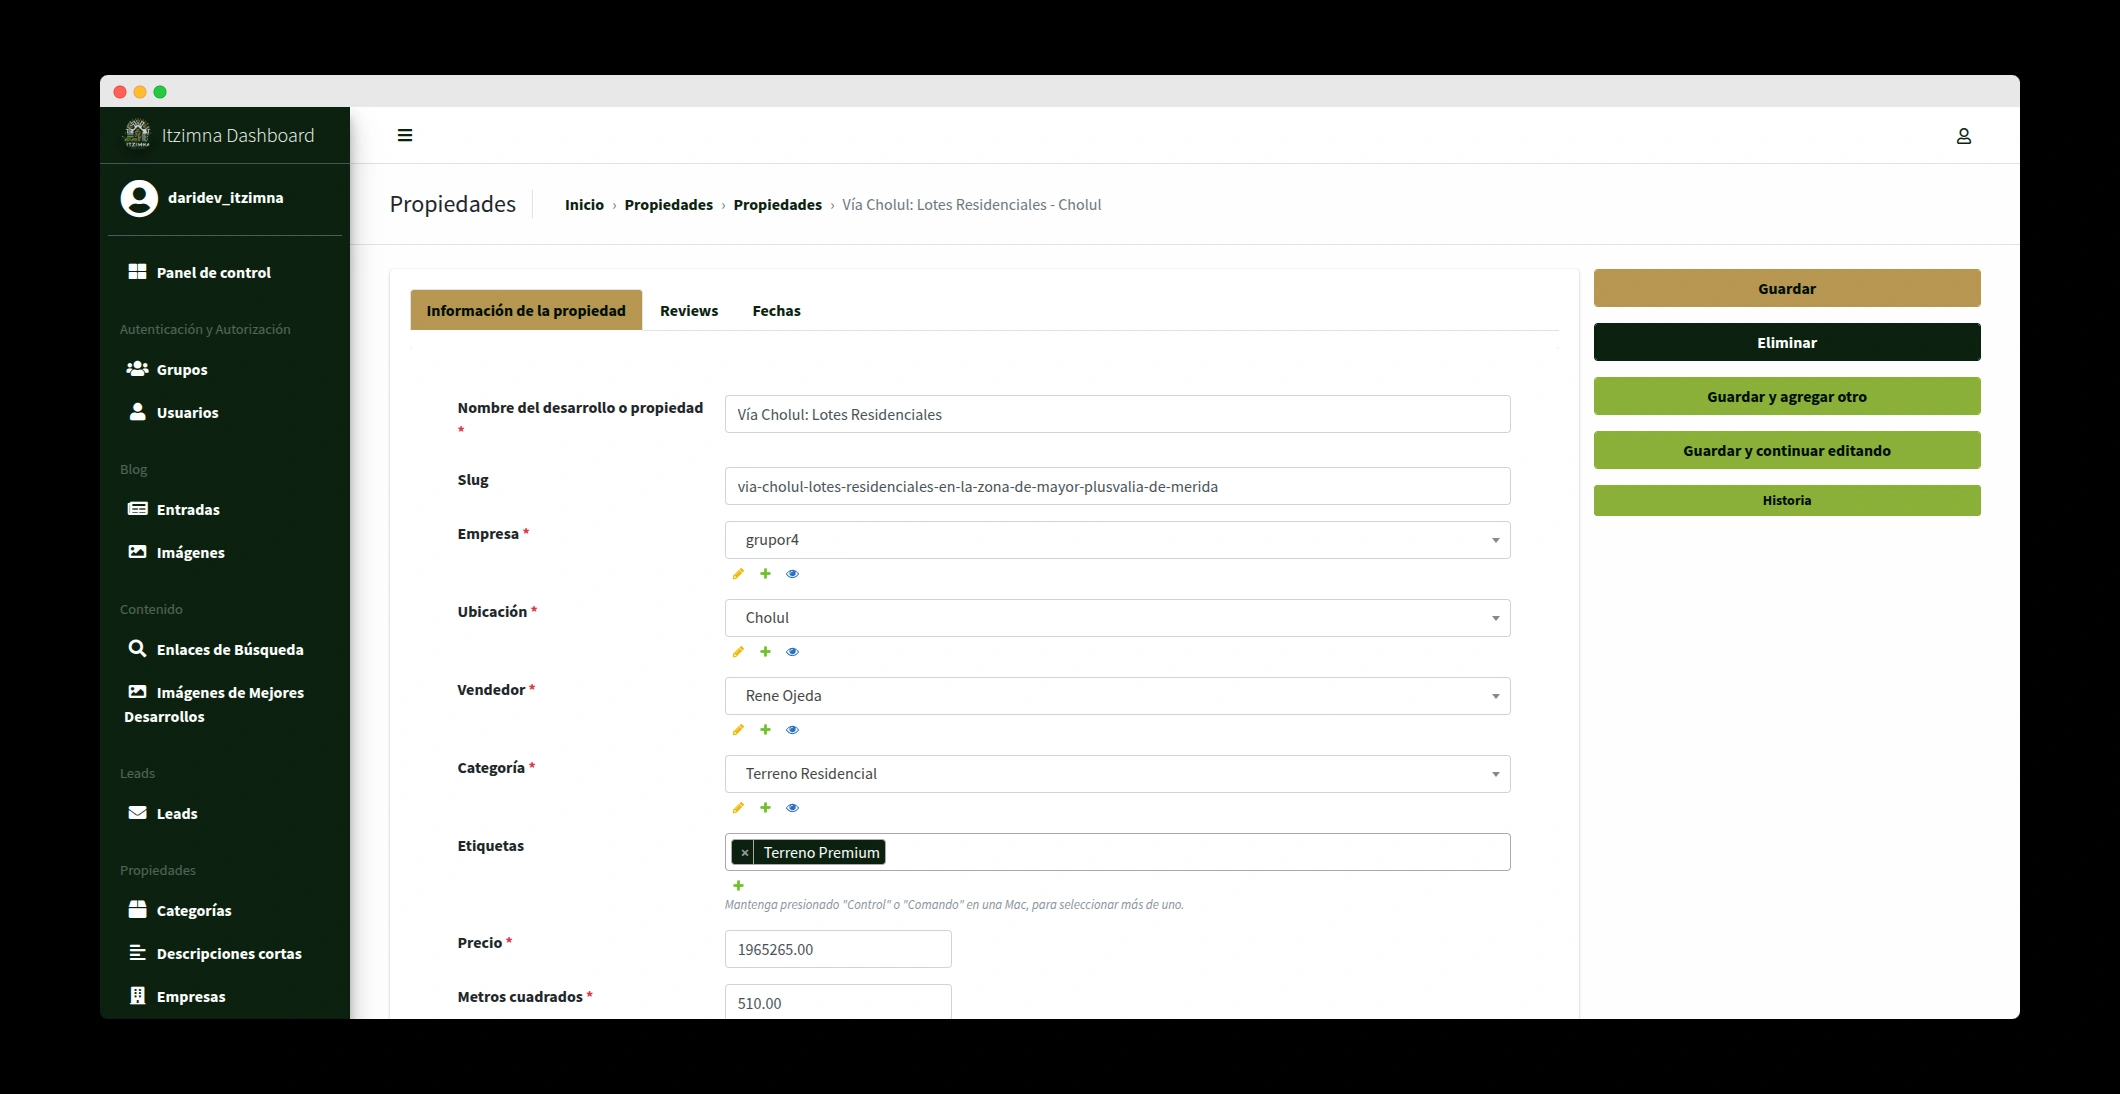 Itzimna Dashboard
daridev_itzimna
Panel de control
Autenticación y Autorización
Grupos
Usuarios
Blog
Entradas
Imágenes
Contenido
Enlaces de Búsqueda
Imágenes de Mejores
Desarrollos
Leads
Leads
Propiedades
Categorías
Descripciones cortas
Empresas
Propiedades
Inicio › Propiedades › Propiedades › Vía Cholul: Lotes Residenciales - Cholul
Información de la propiedad
Reviews
Fechas
Nombre del desarrollo o propiedad
*
Vía Cholul: Lotes Residenciales
Slug
via-cholul-lotes-residenciales-en-la-zona-de-mayor-plusvalia-de-merida
Empresa *
grupor4
Ubicación *
Cholul
Vendedor *
Rene Ojeda
Categoría *
Terreno Residencial
Etiquetas
× Terreno Premium
Mantenga presionado "Control" o "Comando" en una Mac, para seleccionar más de uno.
Precio *
1965265.00
Metros cuadrados *
510.00
Guardar
Eliminar
Guardar y agregar otro
Guardar y continuar editando
Historia